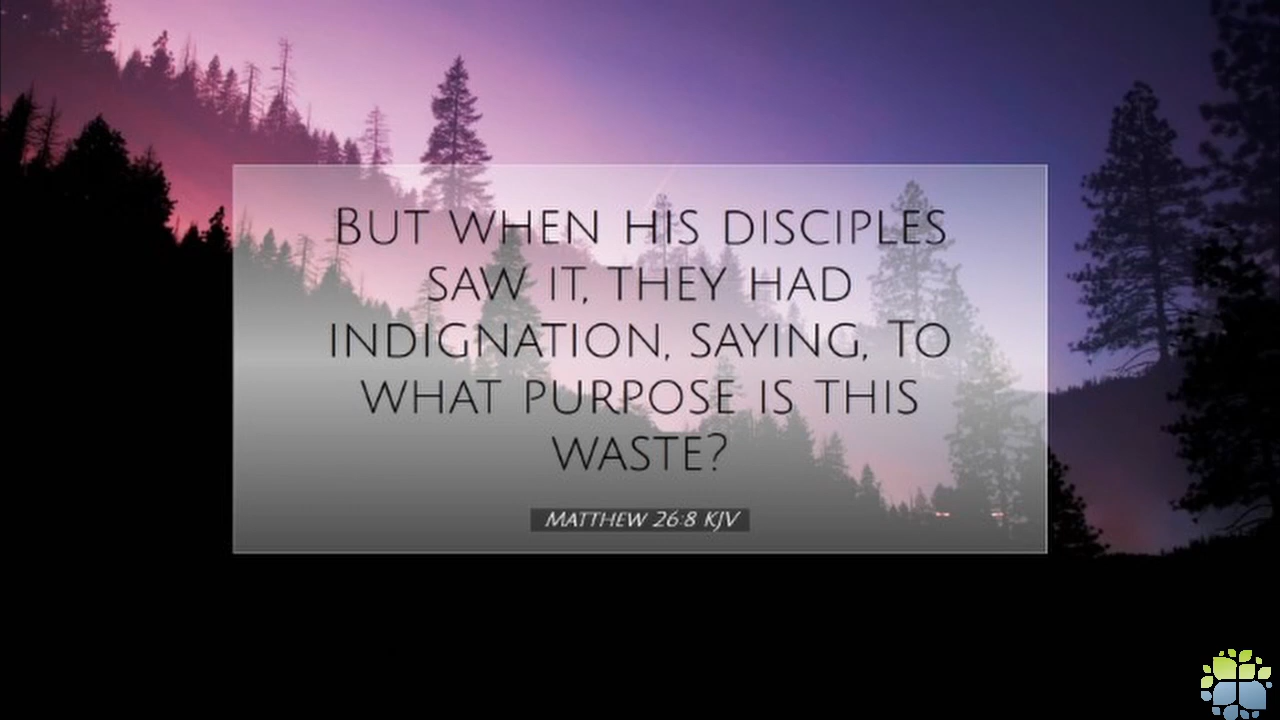 But when his disciples
saw it, they had
indignation, saying, To
what purpose is this
waste?
Matthew 26:8 KJV